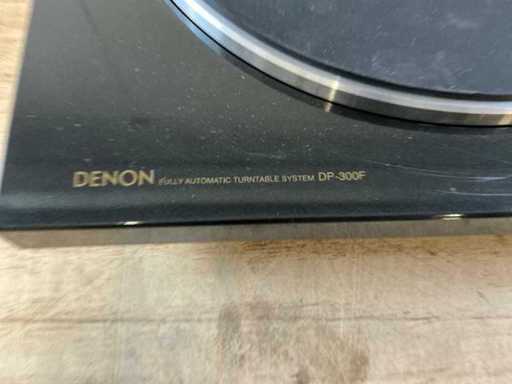 DENON FULLY AUTOMATIC TURNTABLE SYSTEM DP-300F